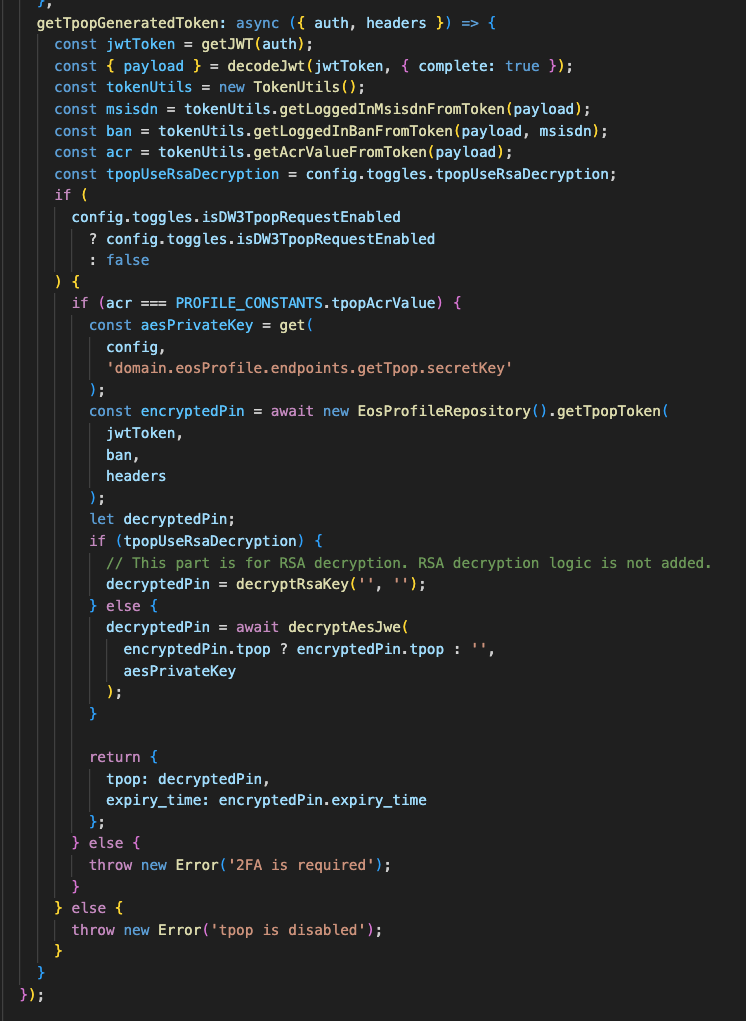 },
getTpopGeneratedToken: async ({ auth, headers }) => {
const jwtToken = getJWT(auth);
const { payload } = decodeJwt(jwtToken, { complete: true });
const tokenUtils = new TokenUtils();
const msisdn = tokenUtils.getLoggedInMsisdnFromToken(payload);
const ban = tokenUtils.getLoggedInBanFromToken(payload, msisdn);
const acr = tokenUtils.getAcrValueFromToken(payload);
const tpopUseRsaDecryption = config.toggles.tpopUseRsaDecryption;
if (
config.toggles.isDW3TpopRequestEnabled
? config.toggles.isDW3TpopRequestEnabled
: false
) {
if (acr === PROFILE_CONSTANTS.tpopAcrValue) {
const aesPrivateKey = get(
config,
'domain.eosProfile.endpoints.getTpop.secretKey'
);
const encryptedPin = await new EosProfileRepository().getTpopToken(
jwtToken,
ban,
headers
);
let decryptedPin;
if (tpopUseRsaDecryption) {
// This part is for RSA decryption. RSA decryption logic is not added.
decryptedPin = decryptRsaKey('', '');
} else {
decryptedPin = await decryptAesJwe(
encryptedPin.tpop ? encryptedPin.tpop : '',
aesPrivateKey
);
}
return {
tpop: decryptedPin,
expiry_time: encryptedPin.expiry_time
};
} else {
throw new Error('2FA is required');
}
} else {
throw new Error('tpop is disabled');
}
}
});